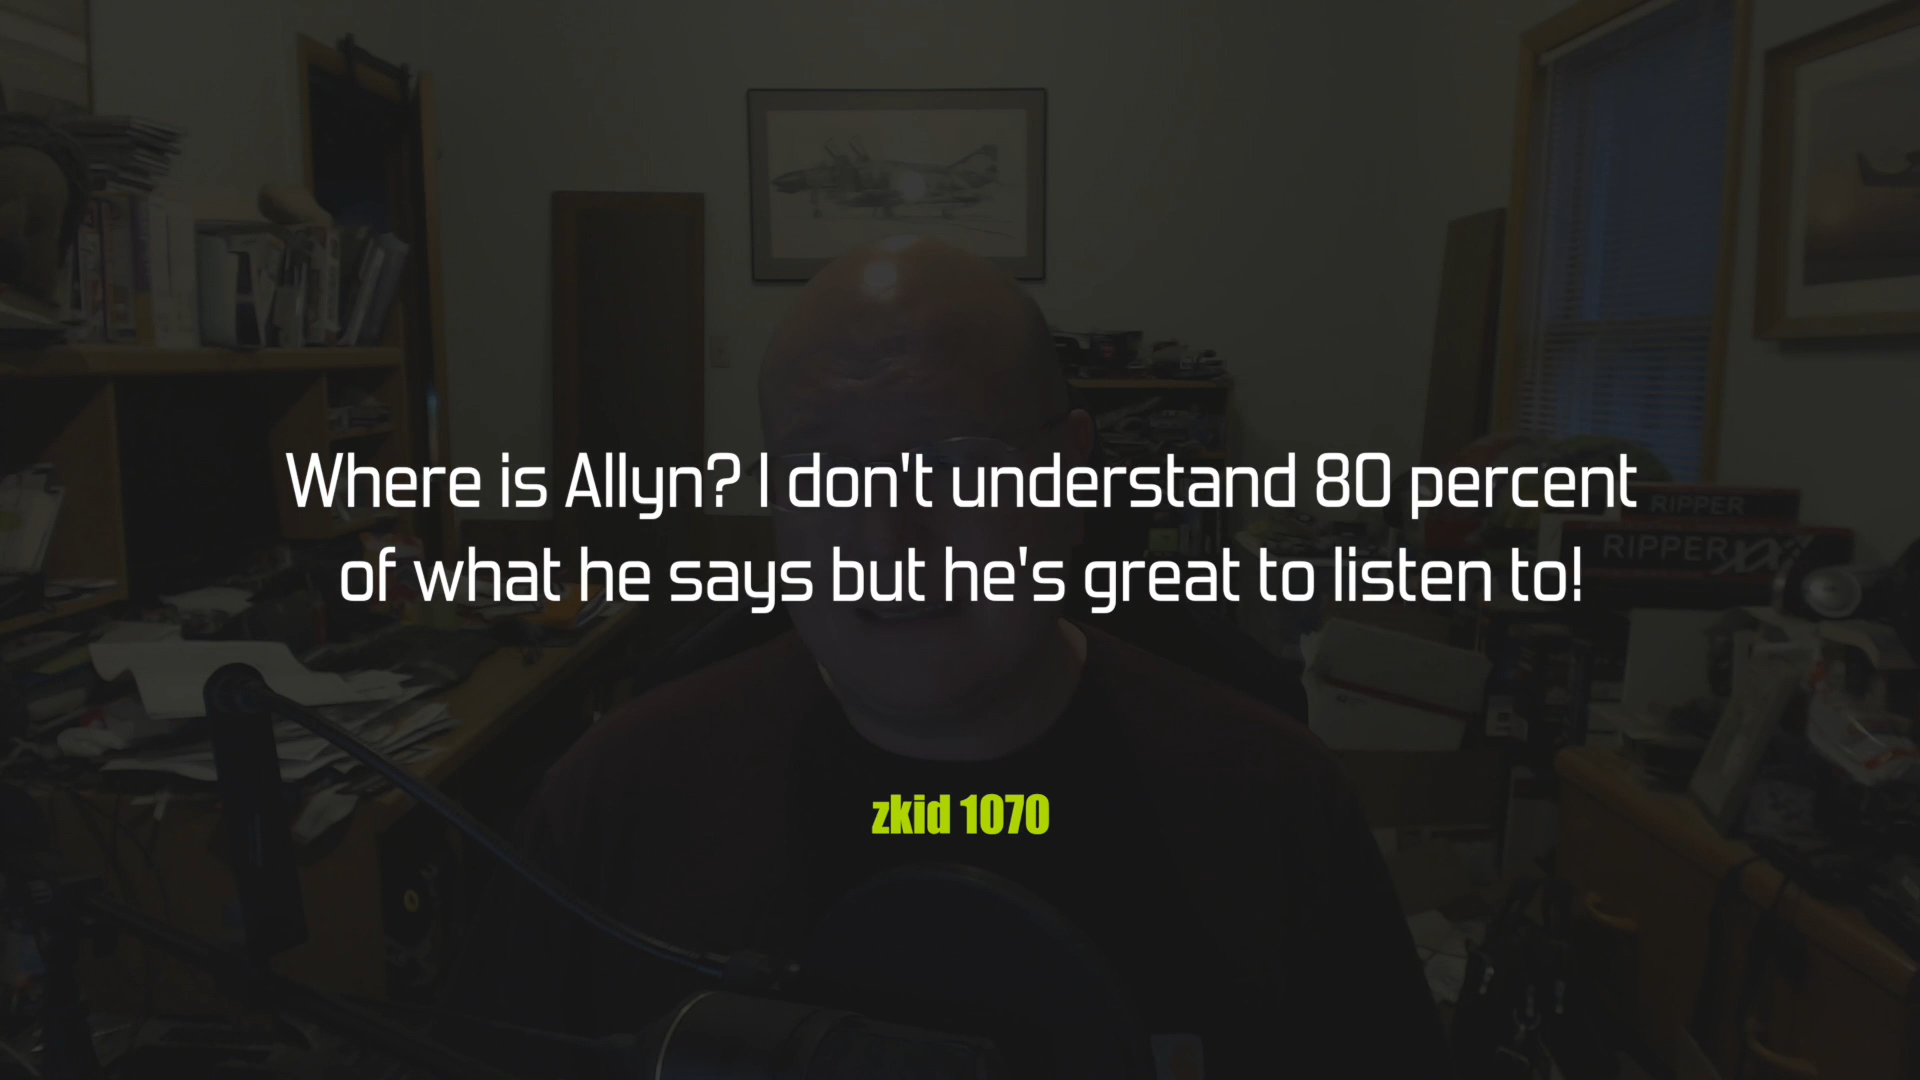 Where is Allyn? I don't understand 80 percent
of what he says but he's great to listen to!
RIPPER
RIPPER XXX
zkid 1070